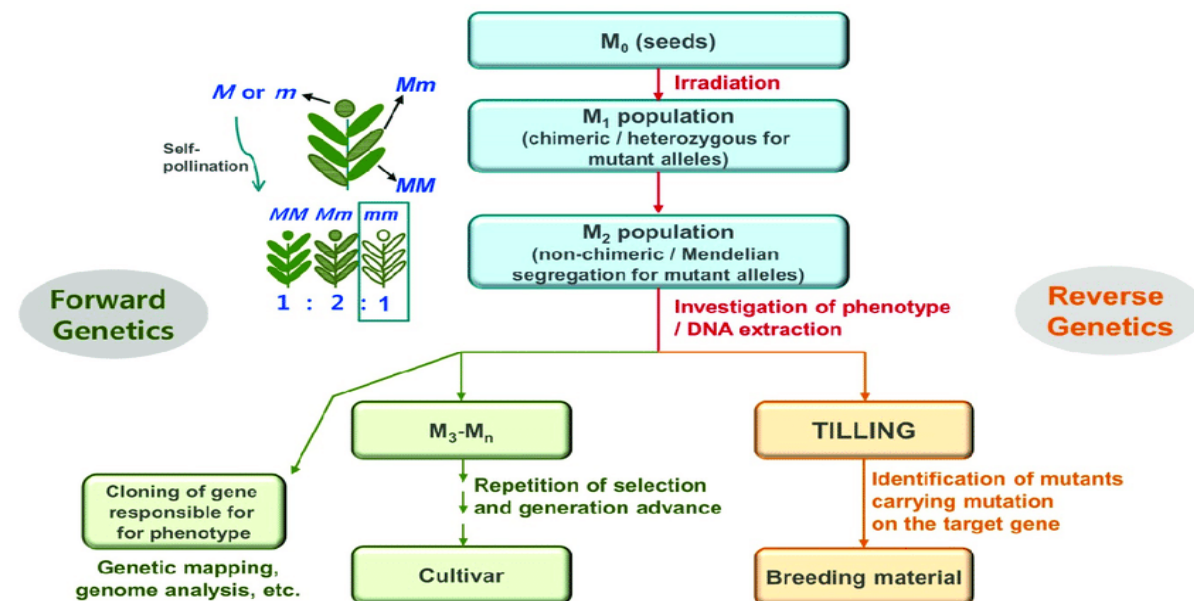 M₀ (seeds)
Irradiation
M₁ population
(chimeric / heterozygous for
mutant alleles)
M or m
Mm
Self-
pollination
MM
MM Mm mm
1 : 2 : 1
M₂ population
(non-chimeric / Mendelian
segregation for mutant alleles)
Forward
Genetics
Investigation of phenotype
/ DNA extraction
Reverse
Genetics
M₃-Mₙ
TILLING
Cloning of gene
responsible for
for phenotype
Genetic mapping,
genome analysis, etc.
Repetition of selection
and generation advance
Cultivar
Identification of mutants
carrying mutation
on the target gene
Breeding material